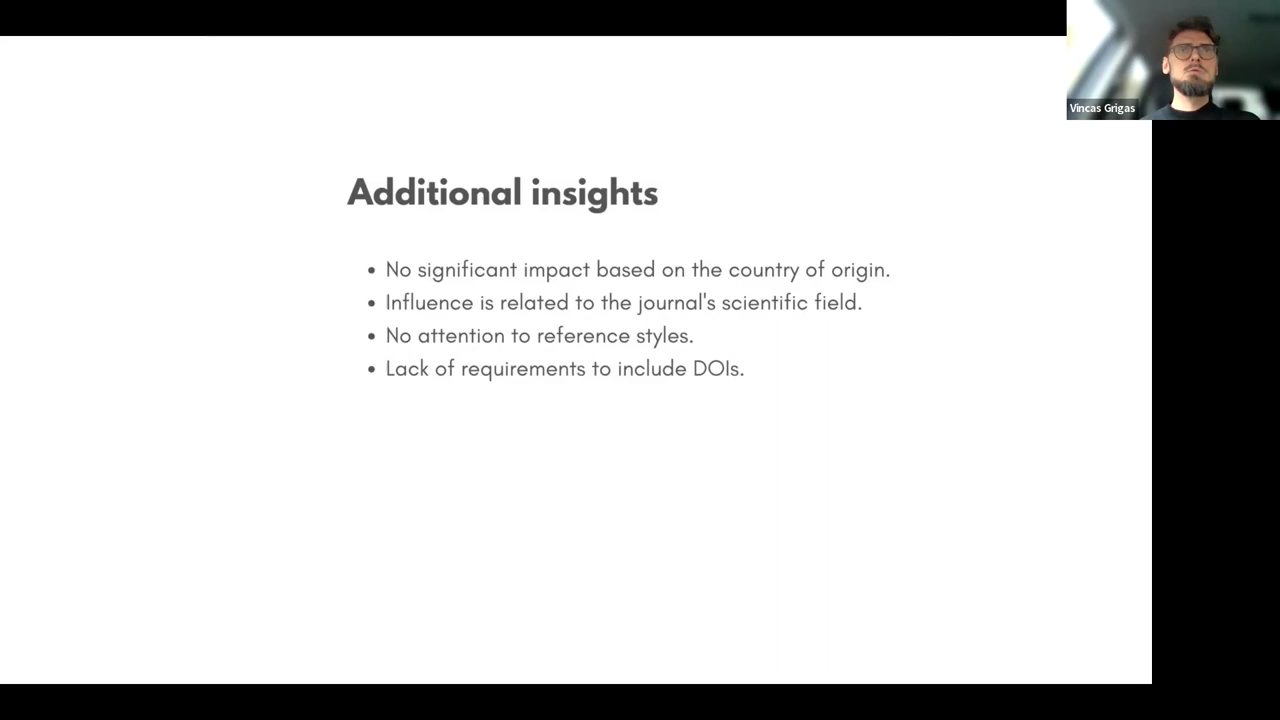 Vincas Grigas
Additional insights
• No significant impact based on the country of origin.
• Influence is related to the journal's scientific field.
• No attention to reference styles.
• Lack of requirements to include DOIs.